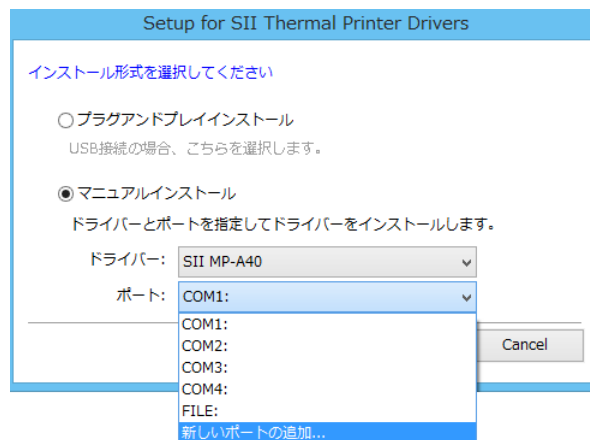 Setup for SII Thermal Printer Drivers
インストール形式を選択してください
プラグアンドプレイインストール
USB接続の場合、こちらを選択します。
マニュアルインストール
ドライバーとポートを指定してドライバーをインストールします。
ドライバー: SII MP-A40
ポート: COM1:
COM1:
COM2:
Cancel
COM3:
COM4:
FILE:
新しいポートの追加...